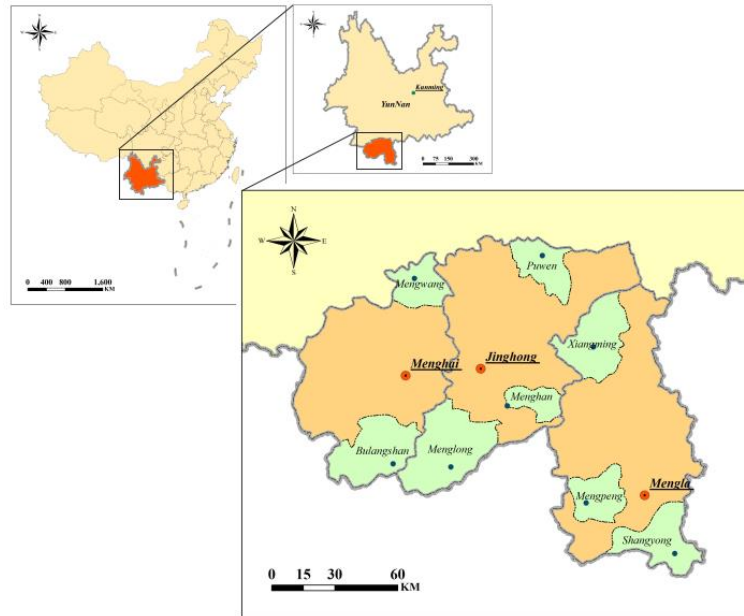 0 400 800 1,600
KM
Kunming
YunNan
0 75 150 300
KM
N
W E
S
Puwen
Mengwang
Xiangming
Menghai
Jinghong
Menghan
Bulangshan
Menglong
Mengla
Mengpeng
Shangyong
0 15 30 60
KM